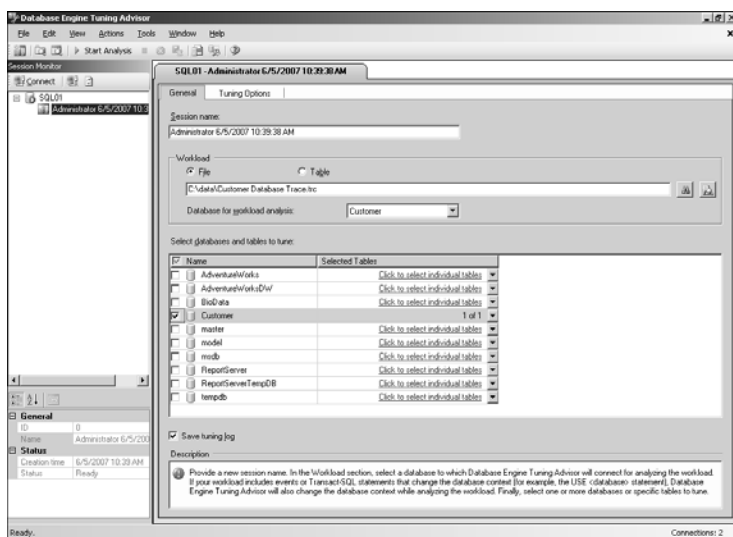 Database Engine Tuning Advisor
File Edit View Actions Tools Window Help
Start Analysis
Session Monitor
Connect
SQL01
Administrator 6/5/2007 10:3
SQL01 - Administrator 6/5/2007 10:39:38 AM
General Tuning Options
Session name:
Administrator 6/5/2007 10:39:38 AM
Workload
File Table
C:\data\Customer Database Trace.trc
Database for workload analysis: Customer
Select databases and tables to tune:
Name Selected Tables
AdventureWorks Click to select individual tables
AdventureWorksDW Click to select individual tables
BioData Click to select individual tables
Customer 1 of 1
master Click to select individual tables
model Click to select individual tables
msdb Click to select individual tables
ReportServer Click to select individual tables
ReportServerTempDB Click to select individual tables
tempdb Click to select individual tables
General
ID 0
Name Administrator 6/5/200
Status
Creation time 6/5/2007 10:39 AM
Status Ready
Save tuning log
Description
Provide a new session name. In the Workload section, select a database to which Database Engine Tuning Advisor will connect for analyzing the workload.
If your workload includes events or Transact-SQL statements that change the database context (for example, the USE <database> statement), Database
Engine Tuning Advisor will also change the database context while analyzing the workload. Finally, select one or more databases or specific tables to tune.
Ready. Connections: 2